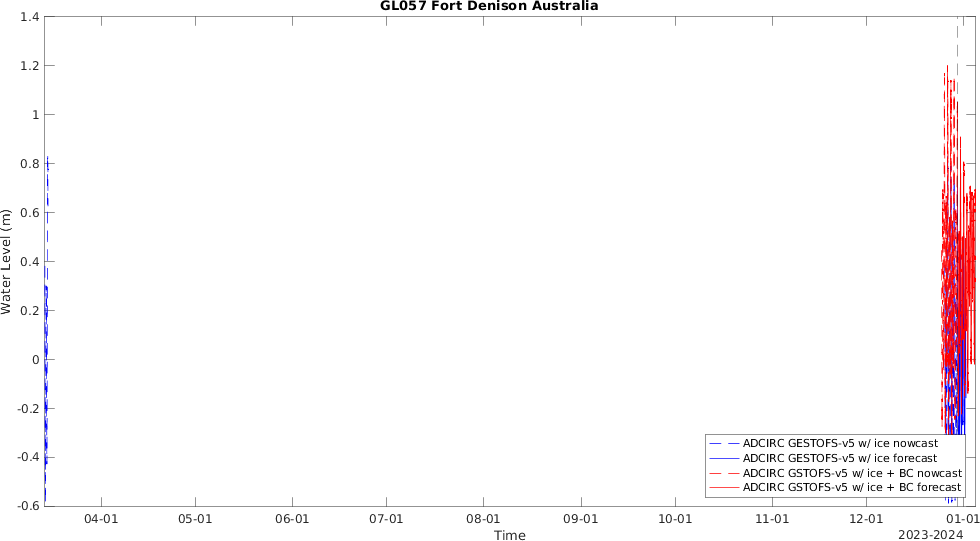 GL057 Fort Denison Australia
1.4
1.2
1
0.8
0.6
0.4
0.2
0
-0.2
-0.4
-0.6
Water Level (m)
ADCIRC GESTOFS-v5 w/ ice nowcast
ADCIRC GESTOFS-v5 w/ ice forecast
ADCIRC GSTOFS-v5 w/ ice + BC nowcast
ADCIRC GSTOFS-v5 w/ ice + BC forecast
04-01 05-01 06-01 07-01 08-01 09-01 10-01 11-01 12-01 01-01
Time
2023-2024